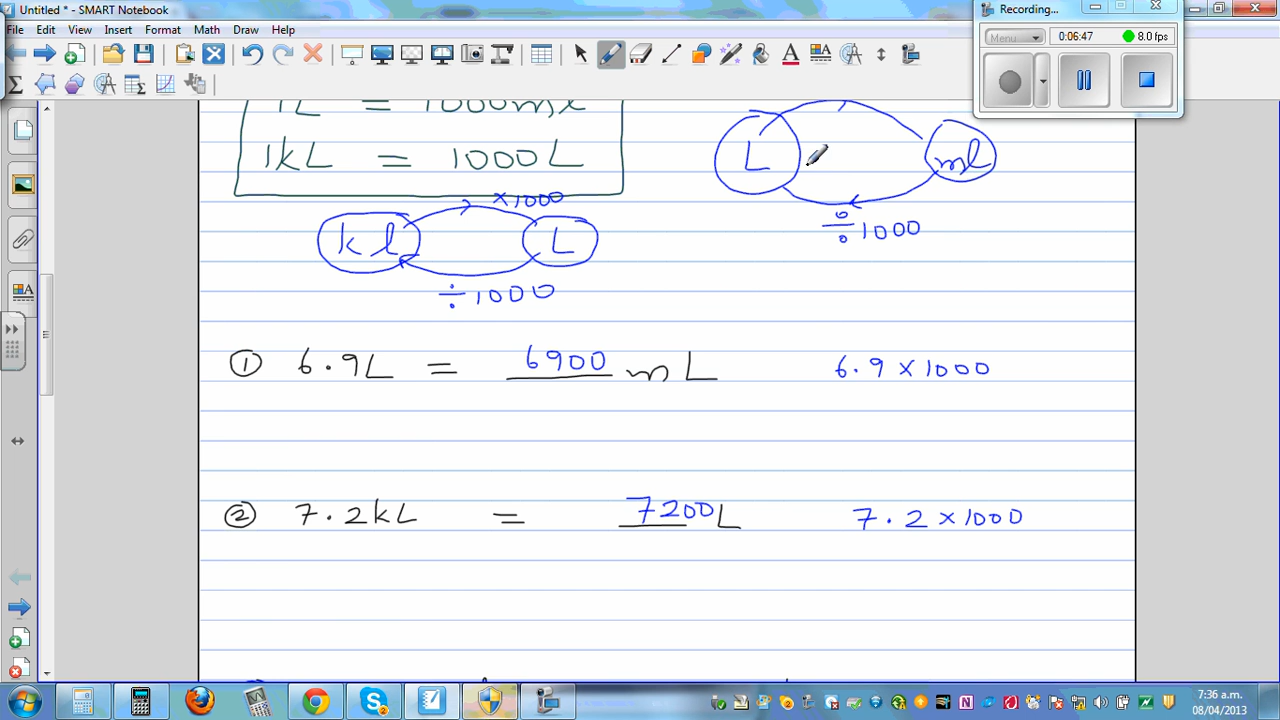 Untitled * - SMART Notebook
File Edit View Insert Format Math Draw Help
Recording...
Menu 0:06:47 8.0 fps
1L = 1000mL
1kL = 1000L
L ml
÷1000
×1000
kl L
÷1000
① 6.9L = 6900 mL 6.9 × 1000
② 7.2kL = 7200 L 7.2 × 1000
7:36 a.m.
08/04/2013